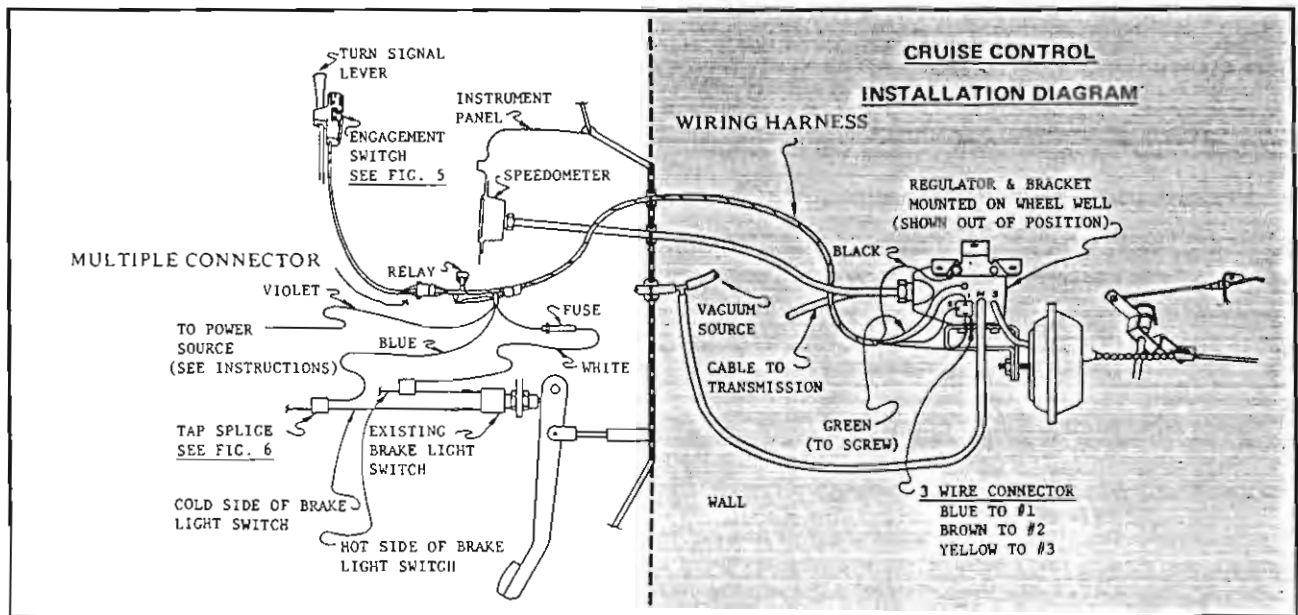 CRUISE CONTROL
INSTALLATION DIAGRAM
TURN SIGNAL
LEVER
ENGAGEMENT
SWITCH
SEE FIG. 5
INSTRUMENT
PANEL
SPEEDOMETER
WIRING HARNESS
REGULATOR & BRACKET
MOUNTED ON WHEEL WELL
(SHOWN OUT OF POSITION)
BLACK
MULTIPLE CONNECTOR
RELAY
VIOLET
FUSE
TO POWER
SOURCE
(SEE INSTRUCTIONS)
BLUE
WHITE
VACUUM
SOURCE
CABLE TO
TRANSMISSION
GREEN
(TO SCREW)
TAP SPLICE
SEE FIG. 6
EXISTING
BRAKE LIGHT
SWITCH
COLD SIDE OF BRAKE
LIGHT SWITCH
HOT SIDE OF BRAKE
LIGHT SWITCH
WALL
3 WIRE CONNECTOR
BLUE TO #1
BROWN TO #2
YELLOW TO #3